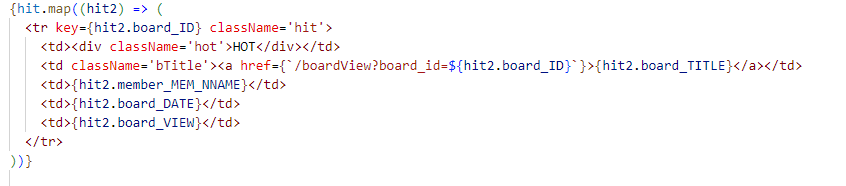 {hit.map((hit2) => (
<tr key={hit2.board_ID} className='hit'>
<td><div className='hot'>HOT</div></td>
<td className='bTitle'><a href={`/boardView?board_id=${hit2.board_ID}`}>{hit2.board_TITLE}</a></td>
<td>{hit2.member_MEM_NNAME}</td>
<td>{hit2.board_DATE}</td>
<td>{hit2.board_VIEW}</td>
</tr>
))}